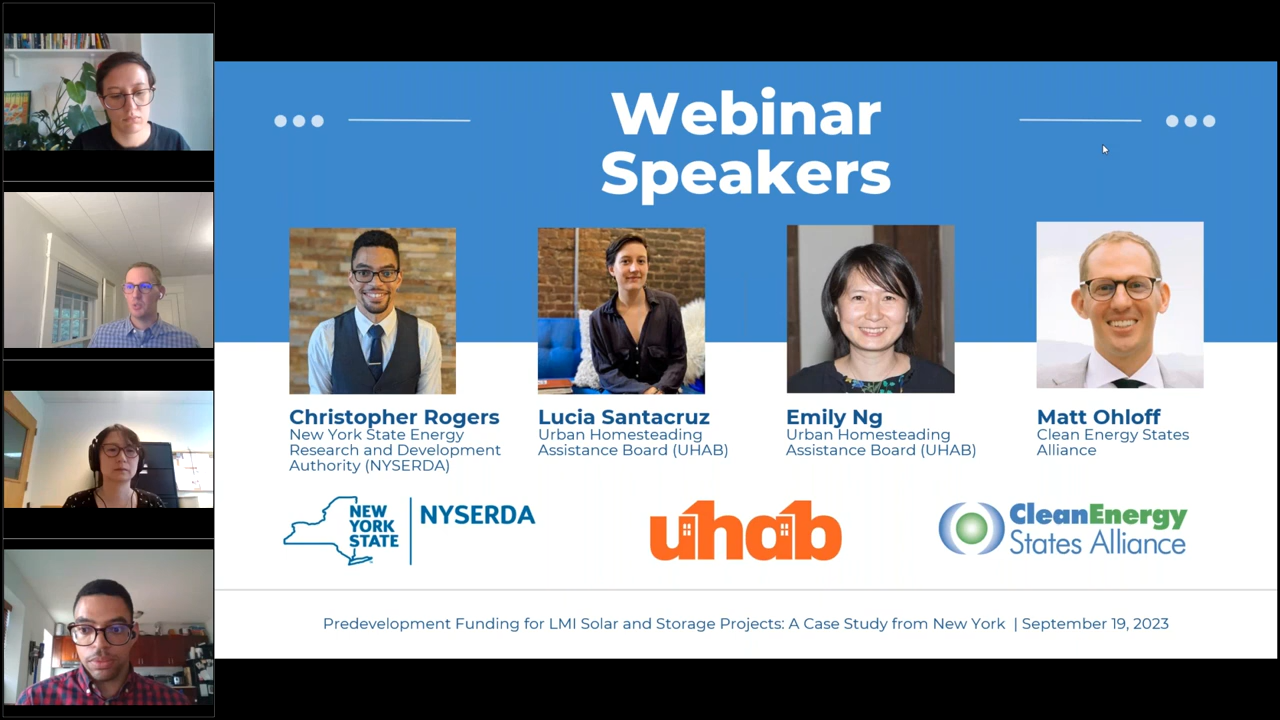 Webinar
Speakers
Christopher Rogers
New York State Energy
Research and Development
Authority (NYSERDA)
Lucia Santacruz
Urban Homesteading
Assistance Board (UHAB)
Emily Ng
Urban Homesteading
Assistance Board (UHAB)
Matt Ohloff
Clean Energy States
Alliance
NEW
YORK
STATE
NYSERDA
uhab
CleanEnergy
States Alliance
Predevelopment Funding for LMI Solar and Storage Projects: A Case Study from New York | September 19, 2023